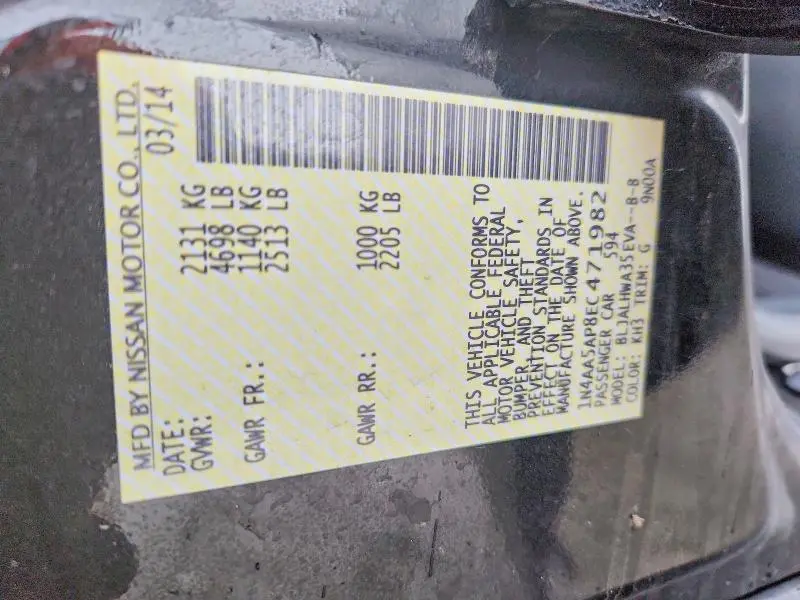 MFD BY NISSAN MOTOR CO., LTD.
DATE: 03/14
GVWR: 2131 KG
4698 LB
GAWR FR.: 1140 KG
2513 LB
GAWR RR.: 1000 KG
2205 LB
THIS VEHICLE CONFORMS TO
ALL APPLICABLE FEDERAL
MOTOR VEHICLE SAFETY,
BUMPER, AND THEFT
PREVENTION STANDARDS IN
EFFECT ON THE DATE OF
MANUFACTURE SHOWN ABOVE.
1N4AA5AP8EC471982
PASSENGER CAR 594
MODEL: BLJALHWA35EVA--B-8
COLOR: KH3 TRIM: G 9N00A